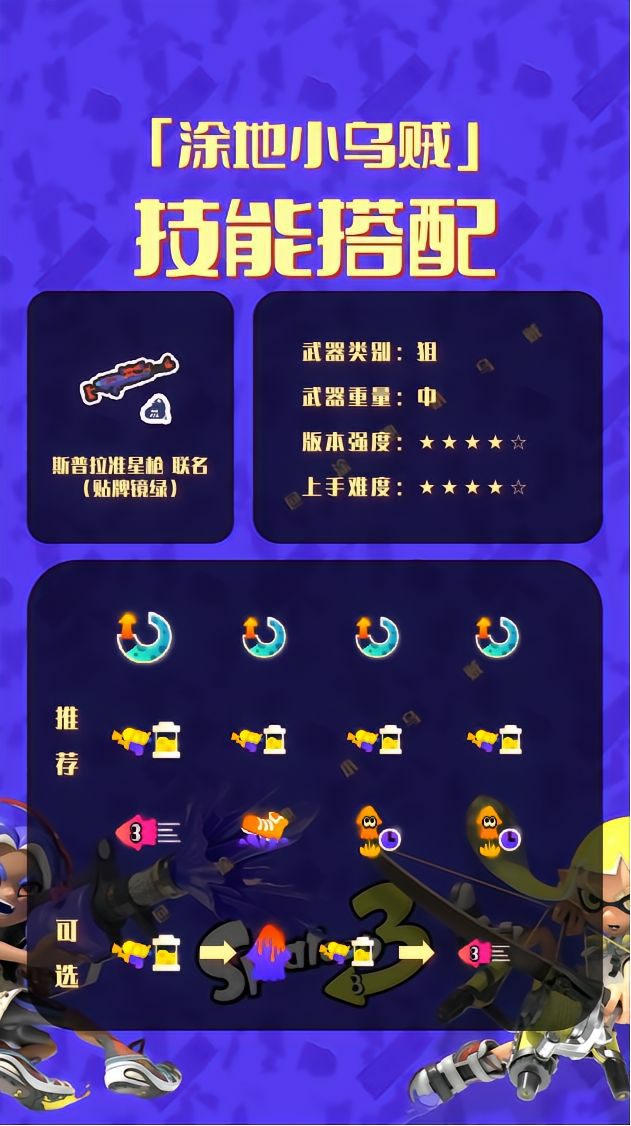 「涂地小乌贼」
技能搭配
斯普拉准星枪 联名
（贴牌镜绿）
武器类别：狙
武器重量：中
版本强度：★★★★☆
上手难度：★★★★☆
推荐
可选
3